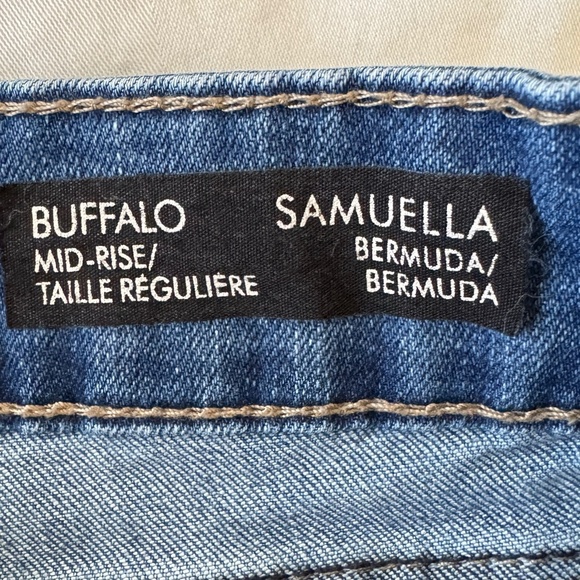 BUFFALO
MID-RISE/
TAILLE RÉGULIÈRE
SAMUELLA
BERMUDA/
BERMUDA